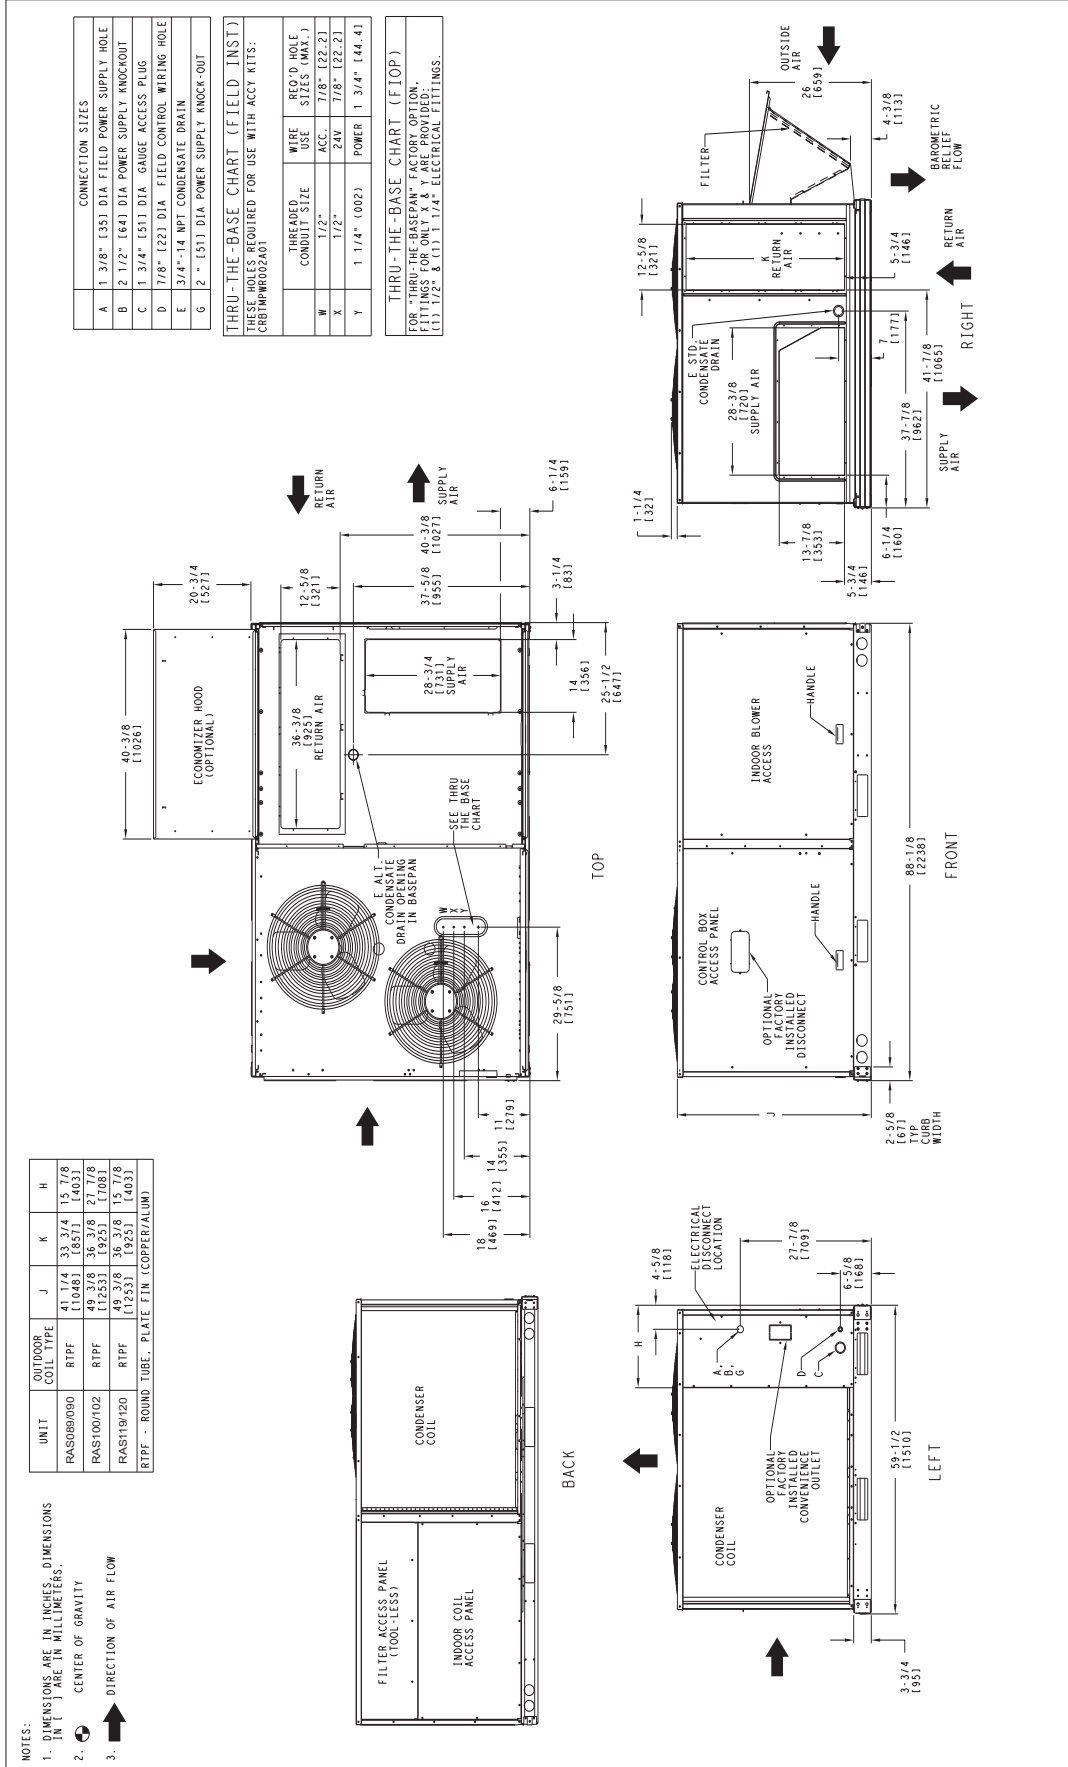 NOTES:
1. DIMENSIONS ARE IN INCHES, DIMENSIONS
IN [ ] ARE IN MILLIMETERS.
2. CENTER OF GRAVITY
3. DIRECTION OF AIR FLOW
UNIT OUTDOOR COIL TYPE J K H
RAS089/090 RTPF 41 1/4 [1048] 33 3/4 [857] 15 7/8 [403]
RAS100/102 RTPF 49 3/8 [1253] 36 3/8 [925] 27 7/8 [708]
RAS119/120 RTPF 49 3/8 [1253] 36 3/8 [925] 15 7/8 [403]
RTPF - ROUND TUBE, PLATE FIN (COPPER/ALUM)
CONNECTION SIZES
A 1 3/8" [35] DIA FIELD POWER SUPPLY HOLE
B 2 1/2" [64] DIA POWER SUPPLY KNOCKOUT
C 1 3/4" [51] DIA GAUGE ACCESS PLUG
D 7/8" [22] DIA FIELD CONTROL WIRING HOLE
E 3/4"-14 NPT CONDENSATE DRAIN
G 2 " [51] DIA POWER SUPPLY KNOCK-OUT
THRU-THE-BASE CHART (FIELD INST)
THESE HOLES REQUIRED FOR USE WITH ACCY KITS:
CRBTMPWR002A01
THREADED CONDUIT SIZE WIRE USE REQ'D HOLE SIZES (MAX.)
W 1/2" ACC. 7/8" [22.2]
X 1/2" 24V 7/8" [22.2]
Y 1 1/4" (002) POWER 1 3/4" [44.4]
THRU-THE-BASE CHART (FIOP)
FOR "THRU-THE-BASEPAN" FACTORY OPTION,
FITTINGS FOR ONLY X & Y ARE PROVIDED:
(1) 1/2" & (1) 1 1/4" ELECTRICAL FITTINGS.
40-3/8
[1026]
20-3/4
[527]
ECONOMIZER HOOD
(OPTIONAL)
12-5/8
[321]
RETURN
AIR
36-3/8
[925]
RETURN AIR
40-3/8
[1027]
37-5/8
[955]
SUPPLY
AIR
6-1/4
[159]
28-3/4
[731]
SUPPLY
AIR
3-1/4
[83]
14
[356]
25-1/2
[647]
E ALT.
CONDENSATE
DRAIN OPENING
IN BASEPAN
SEE THRU
THE BASE
CHART
W
X
Y
29-5/8
[751]
11
[279]
14
[355]
16
[412]
18
[469]
TOP
FILTER ACCESS PANEL
(TOOL-LESS)
INDOOR COIL
ACCESS PANEL
CONDENSER
COIL
BACK
CONDENSER
COIL
OPTIONAL
FACTORY
INSTALLED
CONVENIENCE
OUTLET
H
A,
B,
G
D
C
4-5/8
[118]
ELECTRICAL
DISCONNECT
LOCATION
27-7/8
[709]
6-5/8
[168]
59-1/2
[1510]
3-3/4
[95]
LEFT
J
CONTROL BOX
ACCESS PANEL
OPTIONAL
FACTORY
INSTALLED
DISCONNECT
HANDLE
INDOOR BLOWER
ACCESS
HANDLE
88-1/8
[2238]
2-5/8
[67]
TYP
CURB
WIDTH
FRONT
1-1/4
[32]
12-5/8
[321]
FILTER
OUTSIDE
AIR
26
[659]
4-3/8
[113]
BAROMETRIC
RELIEF
FLOW
E STD.
CONDENSATE
DRAIN
K
RETURN
AIR
28-3/8
[720]
SUPPLY AIR
13-7/8
[353]
5-3/4
[146]
6-1/4
[160]
7
[177]
5-3/4
[146]
RETURN
AIR
37-7/8
[962]
41-7/8
[1065]
SUPPLY
AIR
RIGHT